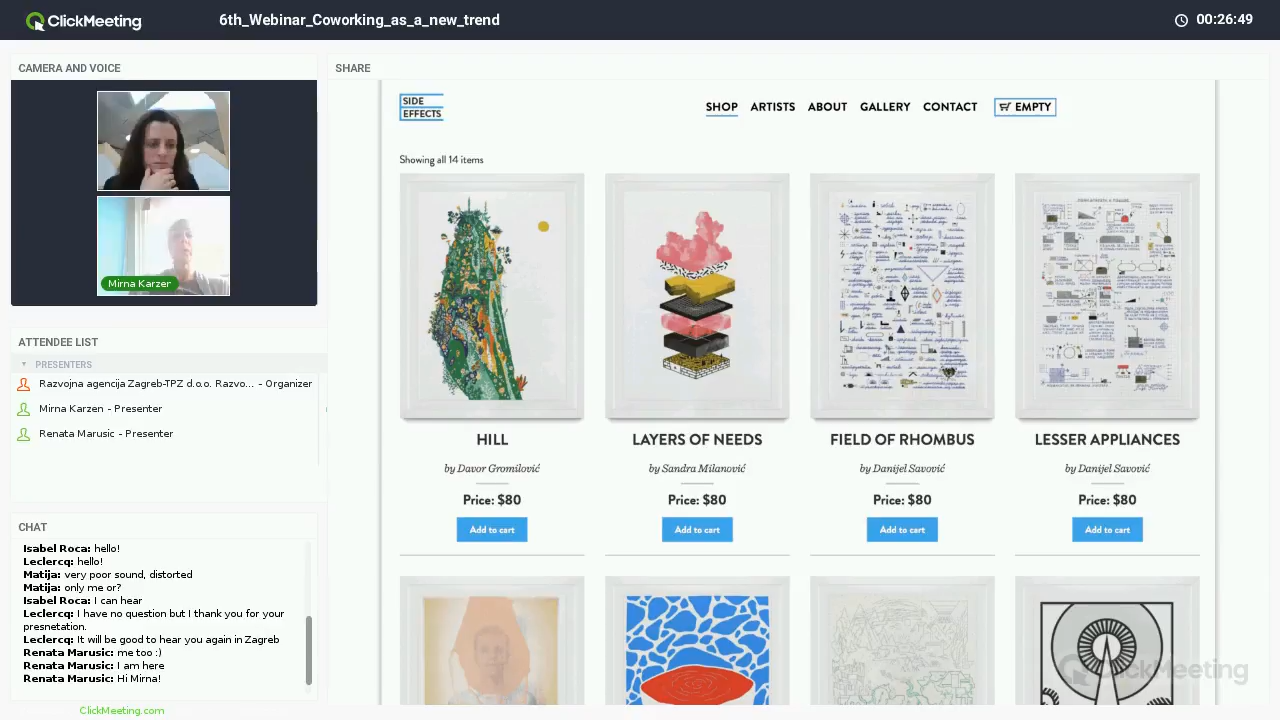 ClickMeeting
6th_Webinar_Coworking_as_a_new_trend
00:26:49
CAMERA AND VOICE
Mirna Karzer
ATTENDEE LIST
PRESENTERS
Razvojna agencija Zagreb-TPZ d.o.o. Razvo... - Organizer
Mirna Karzen - Presenter
Renata Marusic - Presenter
CHAT
Isabel Roca: hello!
Leclercq: hello!
Matija: very poor sound, distorted
Matija: only me or?
Isabel Roca: I can hear
Leclercq: I have no question but I thank you for your
presnetation.
Leclercq: It will be good to hear you again in Zagreb
Renata Marusic: me too :)
Renata Marusic: I am here
Renata Marusic: Hi Mirna!
ClickMeeting.com
SHARE
SIDE
EFFECTS
SHOP ARTISTS ABOUT GALLERY CONTACT EMPTY
Showing all 14 items
HILL
by Davor Gromilović
Price: $80
Add to cart
LAYERS OF NEEDS
by Sandra Milanović
Price: $80
Add to cart
FIELD OF RHOMBUS
by Danijel Savović
Price: $80
Add to cart
LESSER APPLIANCES
by Danijel Savović
Price: $80
Add to cart
ClickMeeting